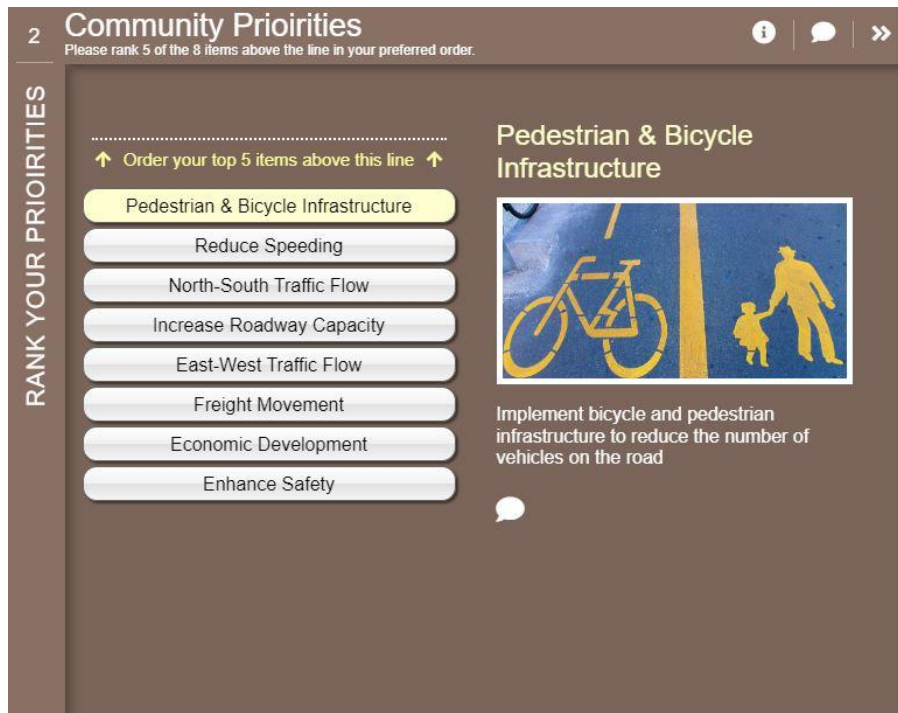 2
Community Prioirities
Please rank 5 of the 8 items above the line in your preferred order.
RANK YOUR PRIOIRITIES
Order your top 5 items above this line
Pedestrian & Bicycle Infrastructure
Reduce Speeding
North-South Traffic Flow
Increase Roadway Capacity
East-West Traffic Flow
Freight Movement
Economic Development
Enhance Safety
Pedestrian & Bicycle
Infrastructure
Implement bicycle and pedestrian
infrastructure to reduce the number of
vehicles on the road